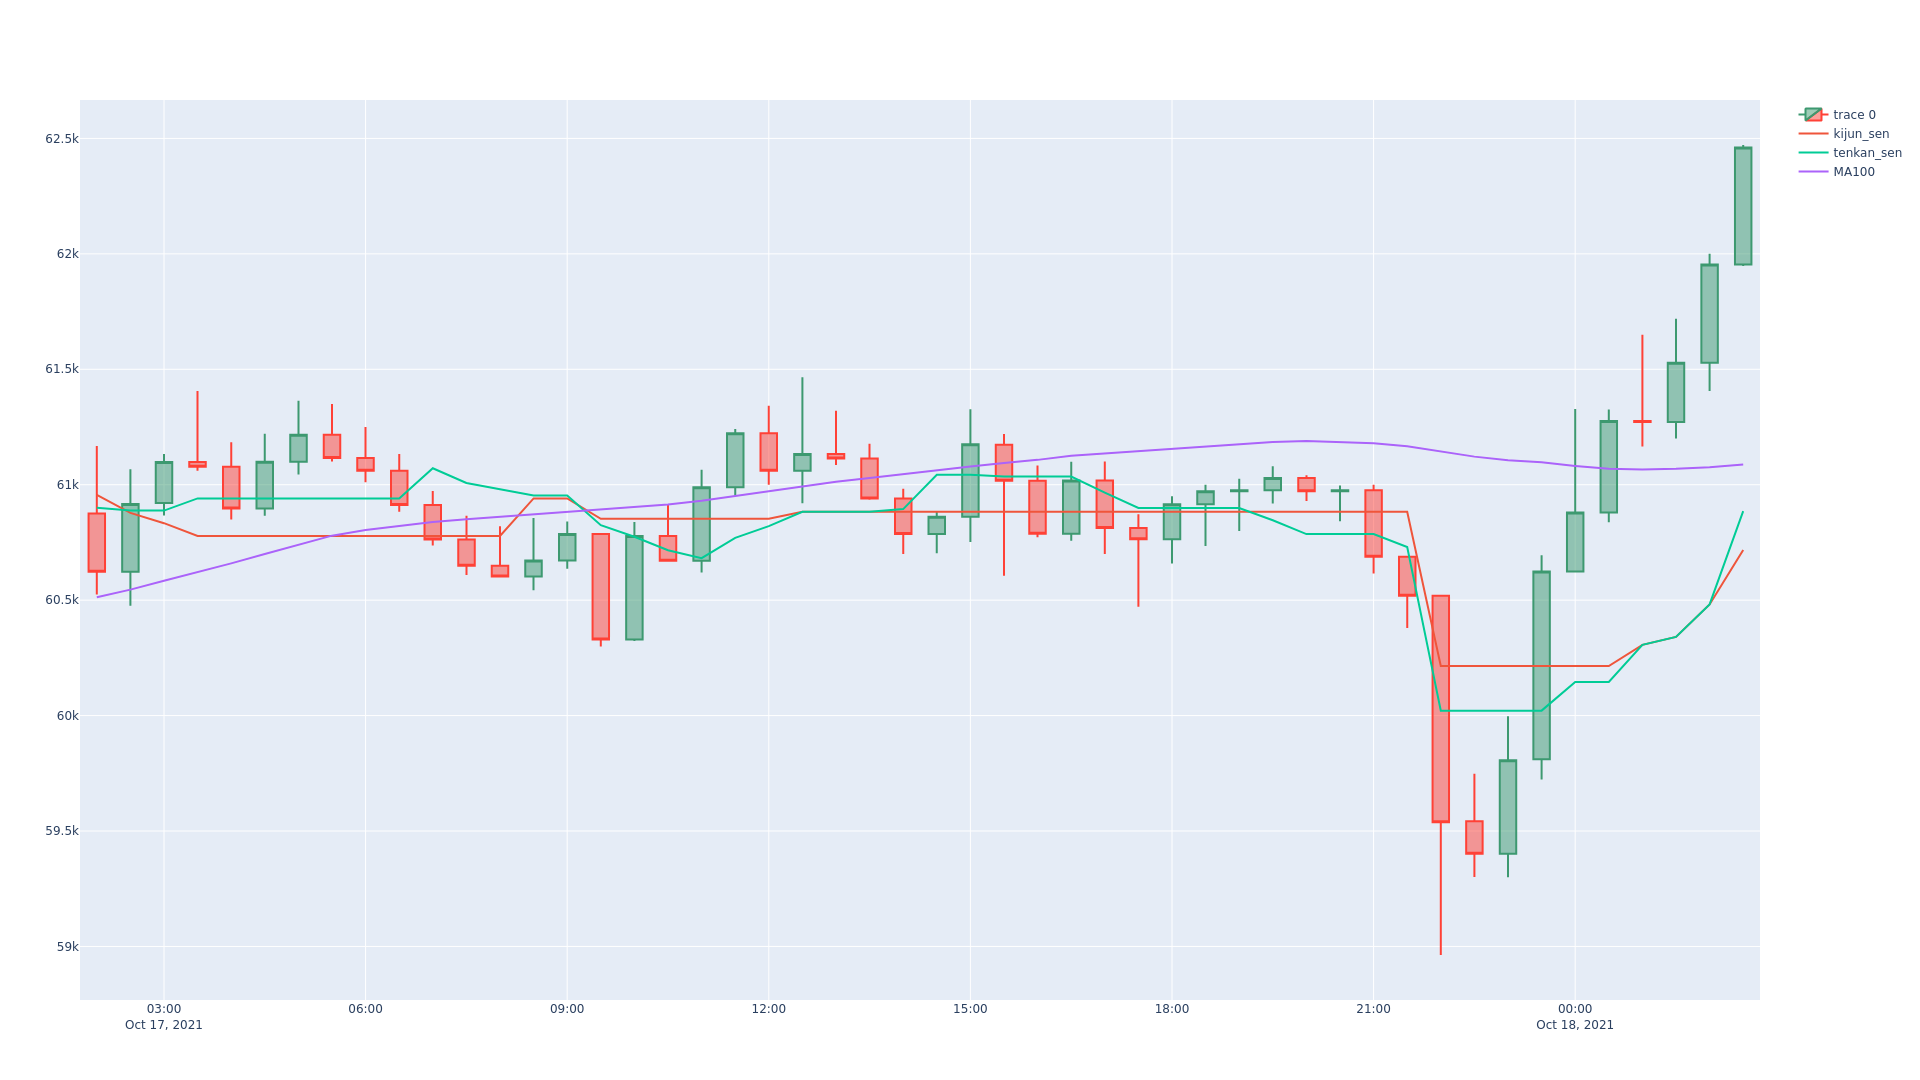 62.5k
62k
61.5k
61k
60.5k
60k
59.5k
59k
03:00
Oct 17, 2021
06:00
09:00
12:00
15:00
18:00
21:00
00:00
Oct 18, 2021
trace 0
kijun_sen
tenkan_sen
MA100